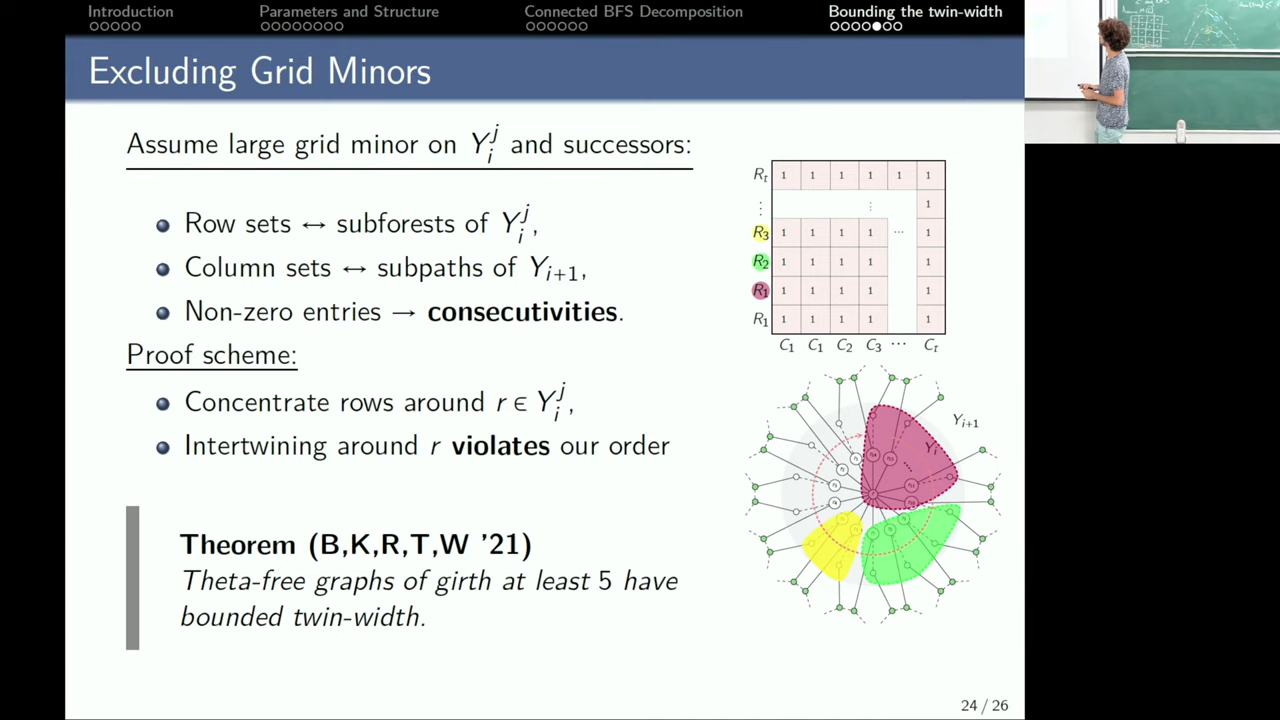 Introduction
Parameters and Structure
Connected BFS Decomposition
Bounding the twin-width
Excluding Grid Minors
Assume large grid minor on Y_i^j and successors:
Row sets ↔ subforests of Y_i^j,
Column sets ↔ subpaths of Y_{i+1},
Non-zero entries → consecutivities.
Proof scheme:
Concentrate rows around r ∈ Y_i^j,
Intertwining around r violates our order
Theorem (B,K,R,T,W '21)
Theta-free graphs of girth at least 5 have
bounded twin-width.
R_t 1 1 1 1 1 1
⋮ ⋮ 1
R_3 1 1 1 1 ⋯ 1
R_2 1 1 1 1 1
R_1 1 1 1 1 1
R_1 1 1 1 1 1
C_1 C_1 C_2 C_3 ⋯ C_t
Y_{i+1}
Y_i
24 / 26